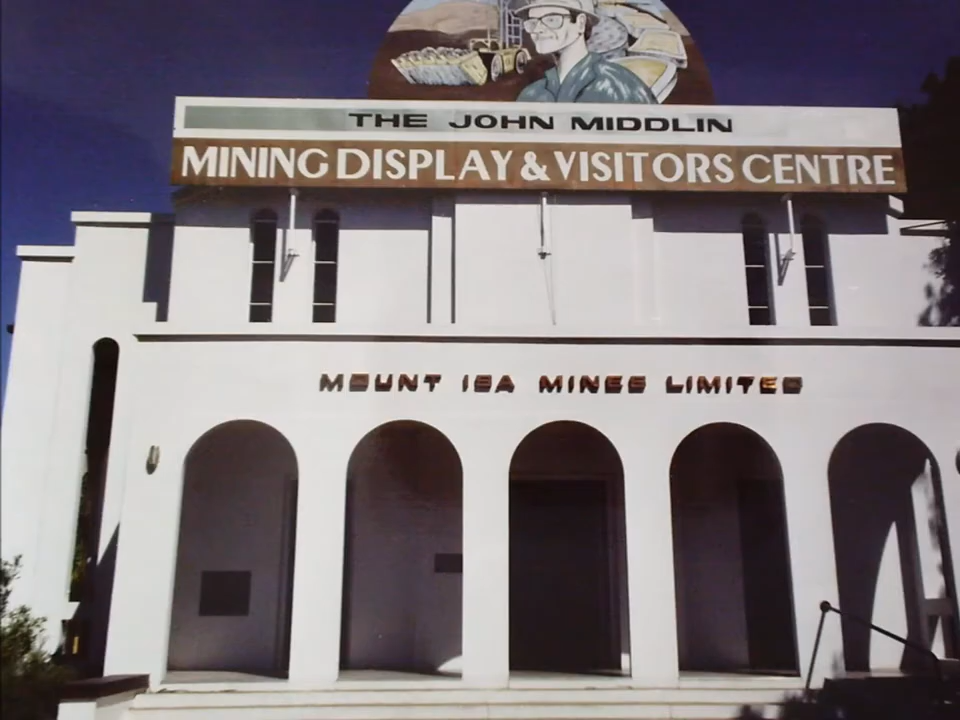 THE JOHN MIDDLIN
MINING DISPLAY & VISITORS CENTRE
MOUNT ISA MINES LIMITED